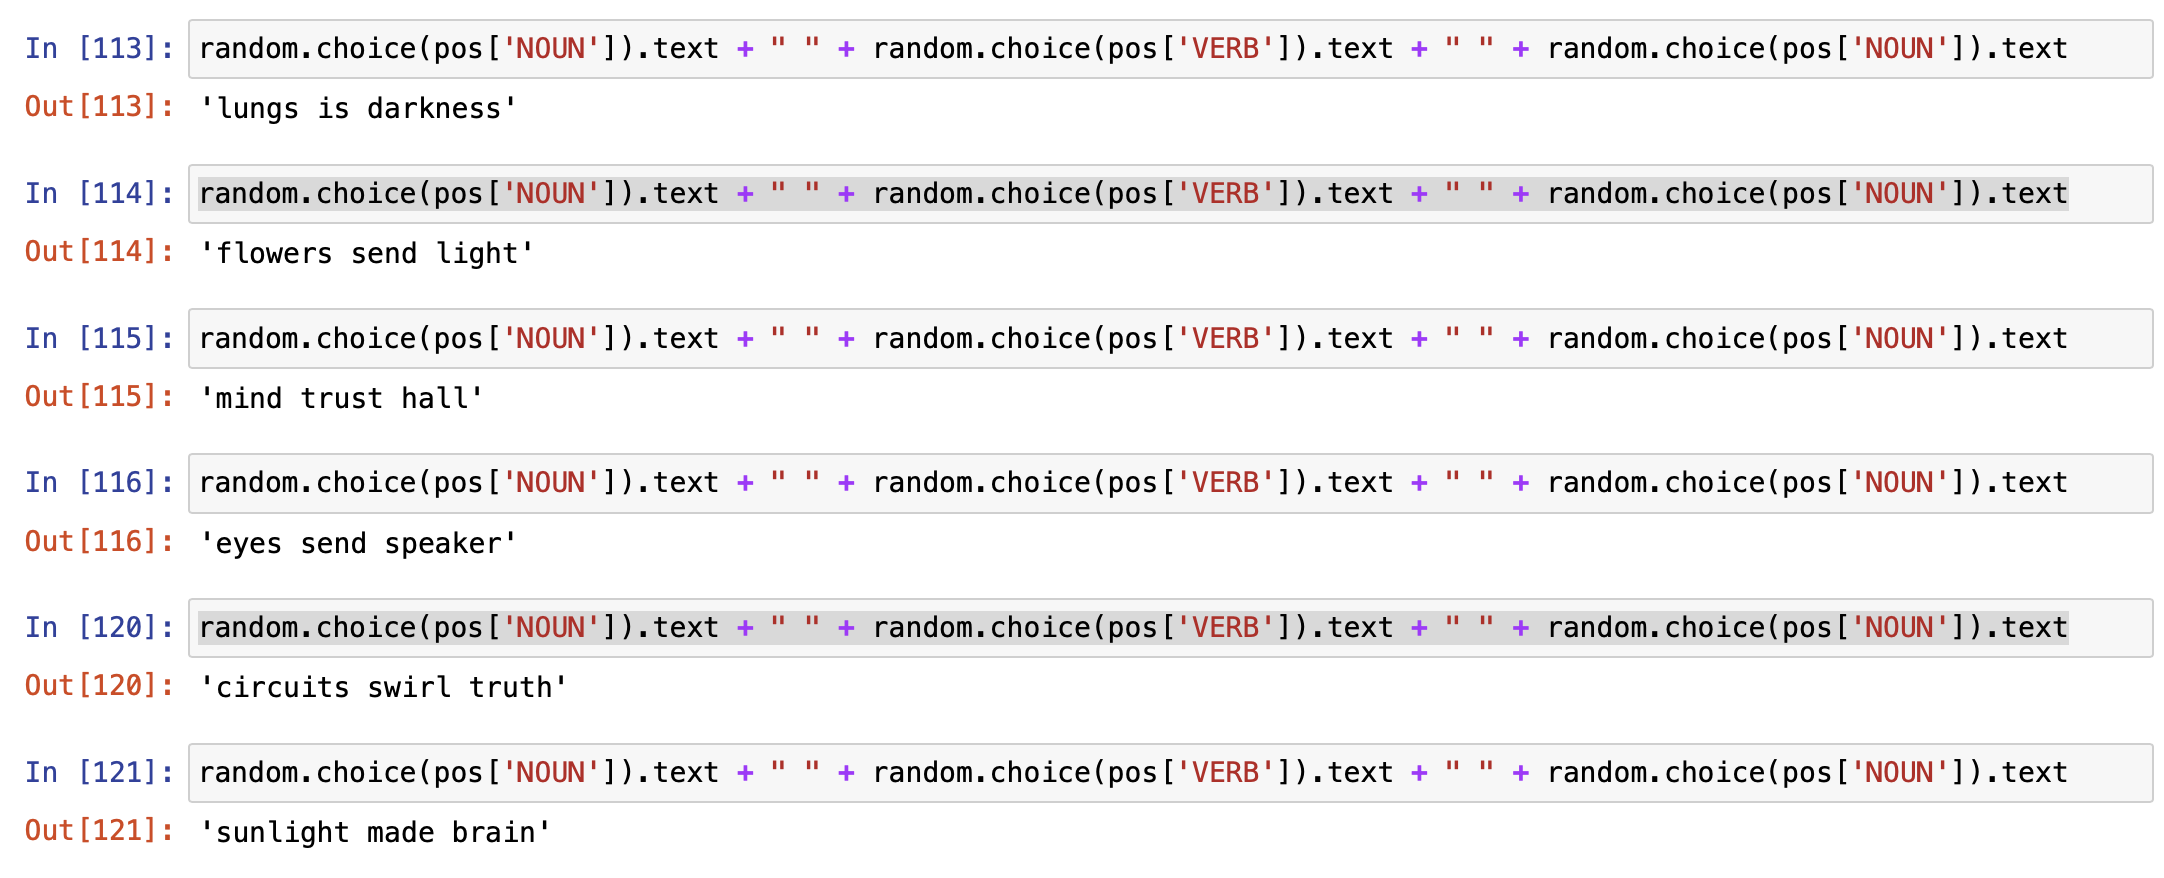 In [113]: random.choice(pos['NOUN']).text + " " + random.choice(pos['VERB']).text + " " + random.choice(pos['NOUN']).text
Out[113]: 'lungs is darkness'
In [114]: random.choice(pos['NOUN']).text + " " + random.choice(pos['VERB']).text + " " + random.choice(pos['NOUN']).text
Out[114]: 'flowers send light'
In [115]: random.choice(pos['NOUN']).text + " " + random.choice(pos['VERB']).text + " " + random.choice(pos['NOUN']).text
Out[115]: 'mind trust hall'
In [116]: random.choice(pos['NOUN']).text + " " + random.choice(pos['VERB']).text + " " + random.choice(pos['NOUN']).text
Out[116]: 'eyes send speaker'
In [120]: random.choice(pos['NOUN']).text + " " + random.choice(pos['VERB']).text + " " + random.choice(pos['NOUN']).text
Out[120]: 'circuits swirl truth'
In [121]: random.choice(pos['NOUN']).text + " " + random.choice(pos['VERB']).text + " " + random.choice(pos['NOUN']).text
Out[121]: 'sunlight made brain'